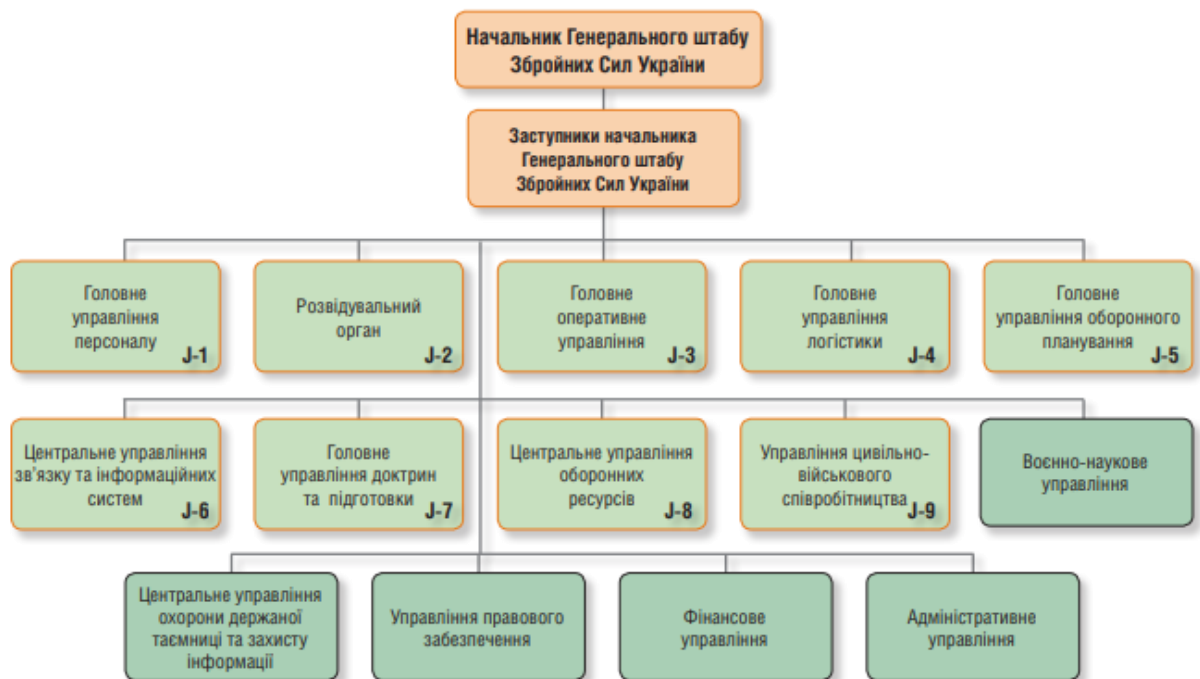 Начальник Генерального штабу
Збройних Сил України
Заступники начальника
Генерального штабу
Збройних Сил України
Головне
управління
персоналу
J-1
Розвідувальний
орган
J-2
Головне
оперативне
управління
J-3
Головне
управління
логістики
J-4
Головне
управління оборонного
планування
J-5
Центральне управління
зв’язку та інформаційних
систем
J-6
Головне
управління доктрин
та підготовки
J-7
Центральне управління
оборонних
ресурсів
J-8
Управління цивільно-
військового
співробітництва
J-9
Воєнно-наукове
управління
Центральне управління
охорони держаної
таємниці та захисту
інформації
Управління правового
забезпечення
Фінансове
управління
Адміністративне
управління